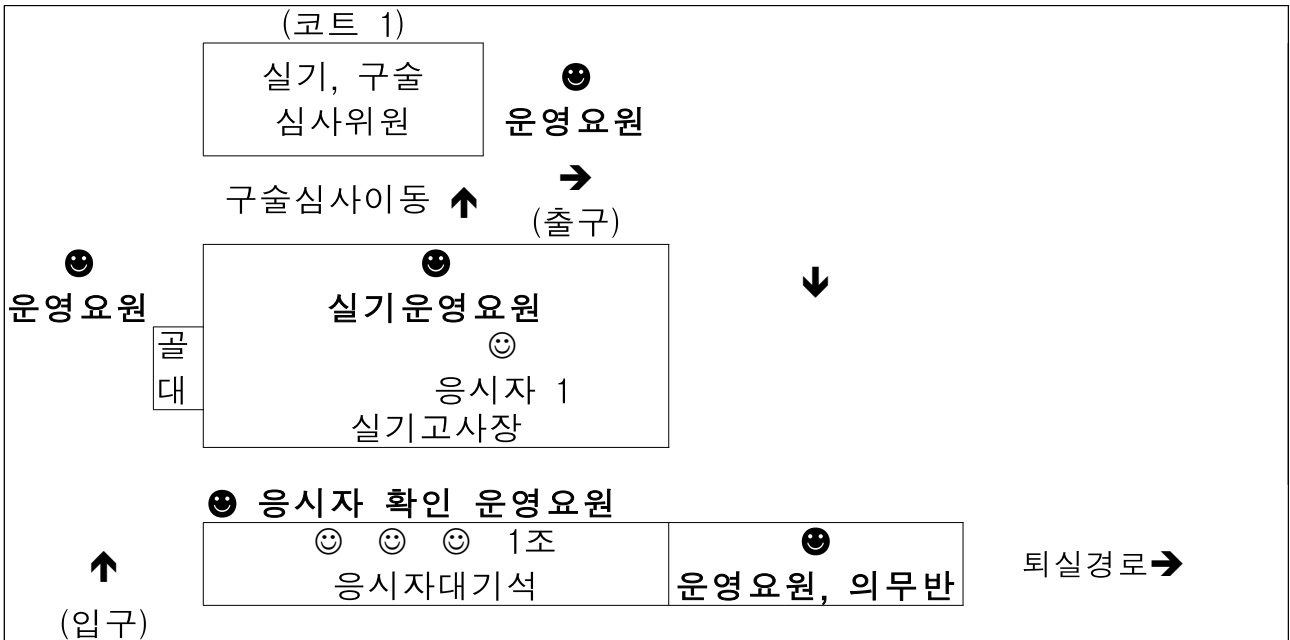 (코트 1)
실기, 구술
심사위원
운영요원
구술심사이동
(출구)
운영요원
실기운영요원
골
대
응시자 1
실기고사장
응시자 확인 운영요원
1조
응시자대기석
운영요원, 의무반
퇴실경로
(입구)